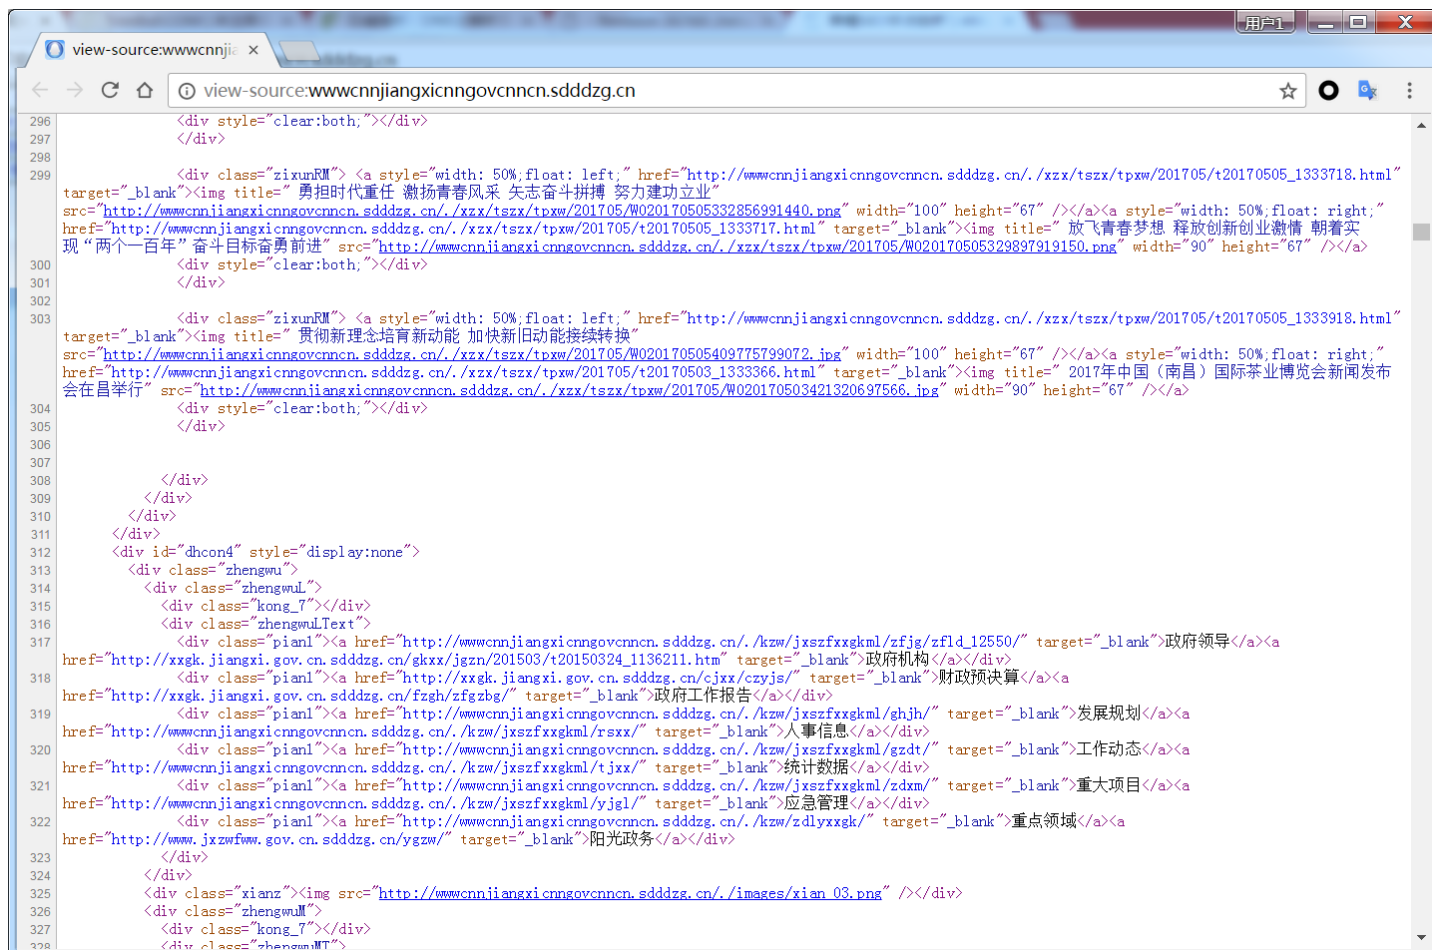 用户1
view-source:wwwcnnjia
view-source:wwwcnnjiangxicnngovcnncn.sdddzg.cn
296 <div style="clear:both;"></div>
297 </div>
298
299 <div class="zixunRM"> <a style="width: 50%;float: left;" href="http://wwwcnnjiangxicnngovcnncn.sdddzg.cn/./xzx/tszx/tpxw/201705/t20170505_1333718.html"
target="_blank"><img title=" 勇担时代重任 激扬青春风采 矢志奋斗拼搏 努力建功立业"
src="http://wwwcnnjiangxicnngovcnncn.sdddzg.cn/./xzx/tszx/tpxw/201705/W020170505332856991440.png" width="100" height="67" /></a><a style="width: 50%;float: right;"
href="http://wwwcnnjiangxicnngovcnncn.sdddzg.cn/./xzx/tszx/tpxw/201705/t20170505_1333717.html" target="_blank"><img title=" 放飞青春梦想 释放创新创业激情 朝着实
现“两个一百年”奋斗目标奋勇前进" src="http://wwwcnnjiangxicnngovcnncn.sdddzg.cn/./xzx/tszx/tpxw/201705/W020170505329897919150.png" width="90" height="67" /></a>
300 <div style="clear:both;"></div>
301 </div>
302
303 <div class="zixunRM"> <a style="width: 50%;float: left;" href="http://wwwcnnjiangxicnngovcnncn.sdddzg.cn/./xzx/tszx/tpxw/201705/t20170505_1333918.html"
target="_blank"><img title=" 贯彻新理念培育新动能 加快新旧动能接续转换"
src="http://wwwcnnjiangxicnngovcnncn.sdddzg.cn/./xzx/tszx/tpxw/201705/W020170505409775799072.jpg" width="100" height="67" /></a><a style="width: 50%;float: right;"
href="http://wwwcnnjiangxicnngovcnncn.sdddzg.cn/./xzx/tszx/tpxw/201705/t20170503_1333366.html" target="_blank"><img title=" 2017年中国（南昌）国际茶业博览会新闻发布
会在昌举行" src="http://wwwcnnjiangxicnngovcnncn.sdddzg.cn/./xzx/tszx/tpxw/201705/W020170503421320697566.jpg" width="90" height="67" /></a>
304 <div style="clear:both;"></div>
305 </div>
306
307
308 </div>
309 </div>
310 </div>
311 </div>
312 <div id="dhcon4" style="display:none">
313 <div class="zhengwu">
314 <div class="zhengwuL">
315 <div class="kong_7"></div>
316 <div class="zhengwuLText">
317 <div class="pian1"><a href="http://wwwcnnjiangxicnngovcnncn.sdddzg.cn/./kzw/jxszfxxgkml/zfjg/zfld_12550/" target="_blank">政府领导</a><a
href="http://xxgk.jiangxi.gov.cn.sdddzg.cn/gkxx/jgzn/201503/t20150324_1136211.htm" target="_blank">政府机构</a></div>
318 <div class="pian1"><a href="http://xxgk.jiangxi.gov.cn.sdddzg.cn/cjxx/czyjs/" target="_blank">财政预决算</a><a
href="http://xxgk.jiangxi.gov.cn.sdddzg.cn/fzgh/zfgzbg/" target="_blank">政府工作报告</a></div>
319 <div class="pian1"><a href="http://wwwcnnjiangxicnngovcnncn.sdddzg.cn/./kzw/jxszfxxgkml/ghjh/" target="_blank">发展规划</a><a
href="http://wwwcnnjiangxicnngovcnncn.sdddzg.cn/./kzw/jxszfxxgkml/rsxx/" target="_blank">人事信息</a></div>
320 <div class="pian1"><a href="http://wwwcnnjiangxicnngovcnncn.sdddzg.cn/./kzw/jxszfxxgkml/gzdt/" target="_blank">工作动态</a><a
href="http://wwwcnnjiangxicnngovcnncn.sdddzg.cn/./kzw/jxszfxxgkml/tjxx/" target="_blank">统计数据</a></div>
321 <div class="pian1"><a href="http://wwwcnnjiangxicnngovcnncn.sdddzg.cn/./kzw/jxszfxxgkml/zdxm/" target="_blank">重大项目</a><a
href="http://wwwcnnjiangxicnngovcnncn.sdddzg.cn/./kzw/jxszfxxgkml/yjgl/" target="_blank">应急管理</a></div>
322 <div class="pian1"><a href="http://wwwcnnjiangxicnngovcnncn.sdddzg.cn/./kzw/zdlyxxgk/" target="_blank">重点领域</a><a
href="http://www.jxzwfww.gov.cn.sdddzg.cn/ygzw/" target="_blank">阳光政务</a></div>
323 </div>
324 </div>
325 <div class="xianz"><img src="http://wwwcnnjiangxicnngovcnncn.sdddzg.cn/./images/xian_03.png" /></div>
326 <div class="zhengwuM">
327 <div class="kong_7"></div>
328 <div class="zhengwuMT">